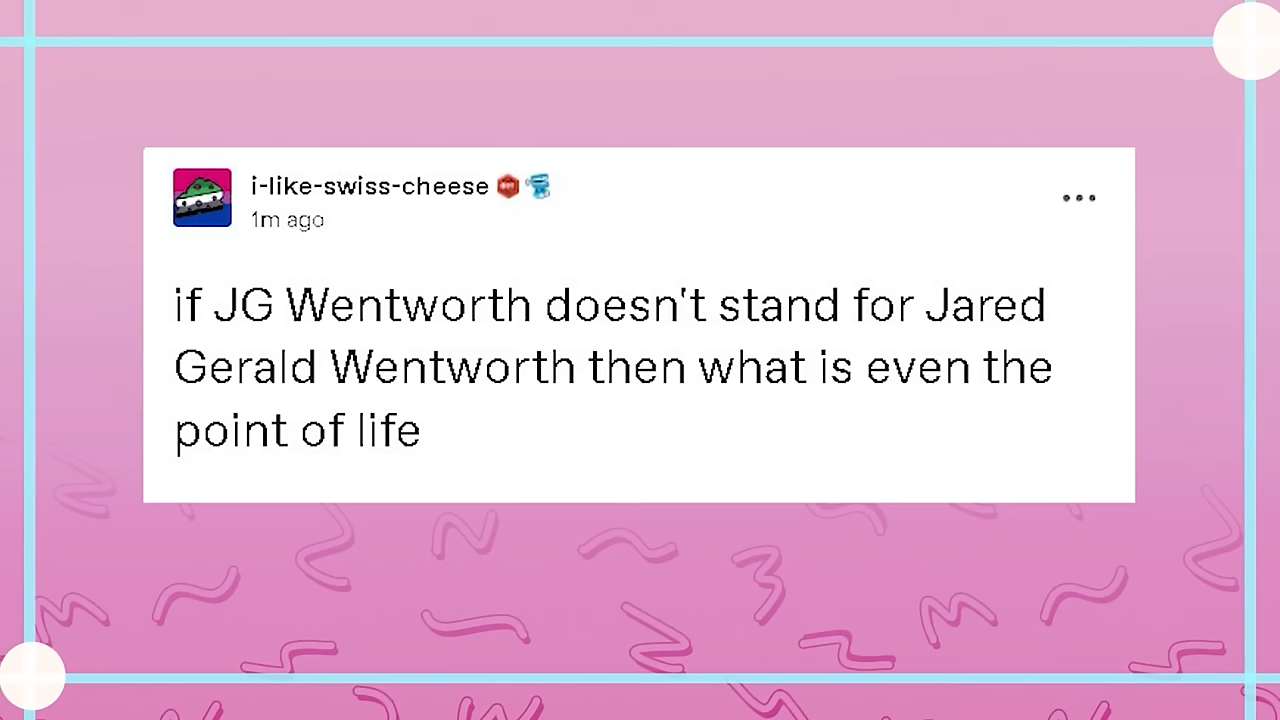 i-like-swiss-cheese
1m ago
if JG Wentworth doesn't stand for Jared
Gerald Wentworth then what is even the
point of life